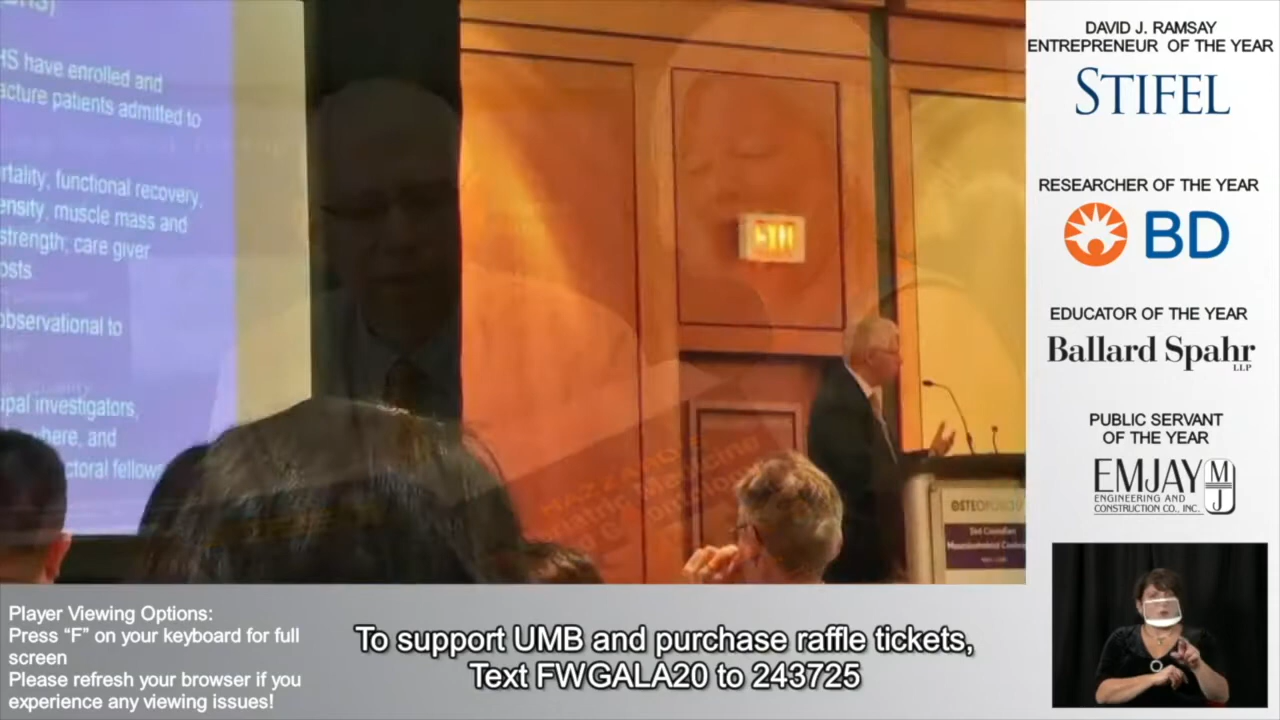 HS have enrolled and
acture patients admitted to
rtality, functional recovery,
ensity, muscle mass and
strength; care giver
osts
observational to
ipal investigators,
here, and
ctoral fellows
OSTEOPOROSIS
DAVID J. RAMSAY
ENTREPRENEUR OF THE YEAR
STIFEL
RESEARCHER OF THE YEAR
BD
EDUCATOR OF THE YEAR
Ballard Spahr
LLP
PUBLIC SERVANT
OF THE YEAR
EMJAY MJ
ENGINEERING AND
CONSTRUCTION CO., INC.
Player Viewing Options:
Press “F” on your keyboard for full
screen
Please refresh your browser if you
experience any viewing issues!
To support UMB and purchase raffle tickets,
Text FWGALA20 to 243725